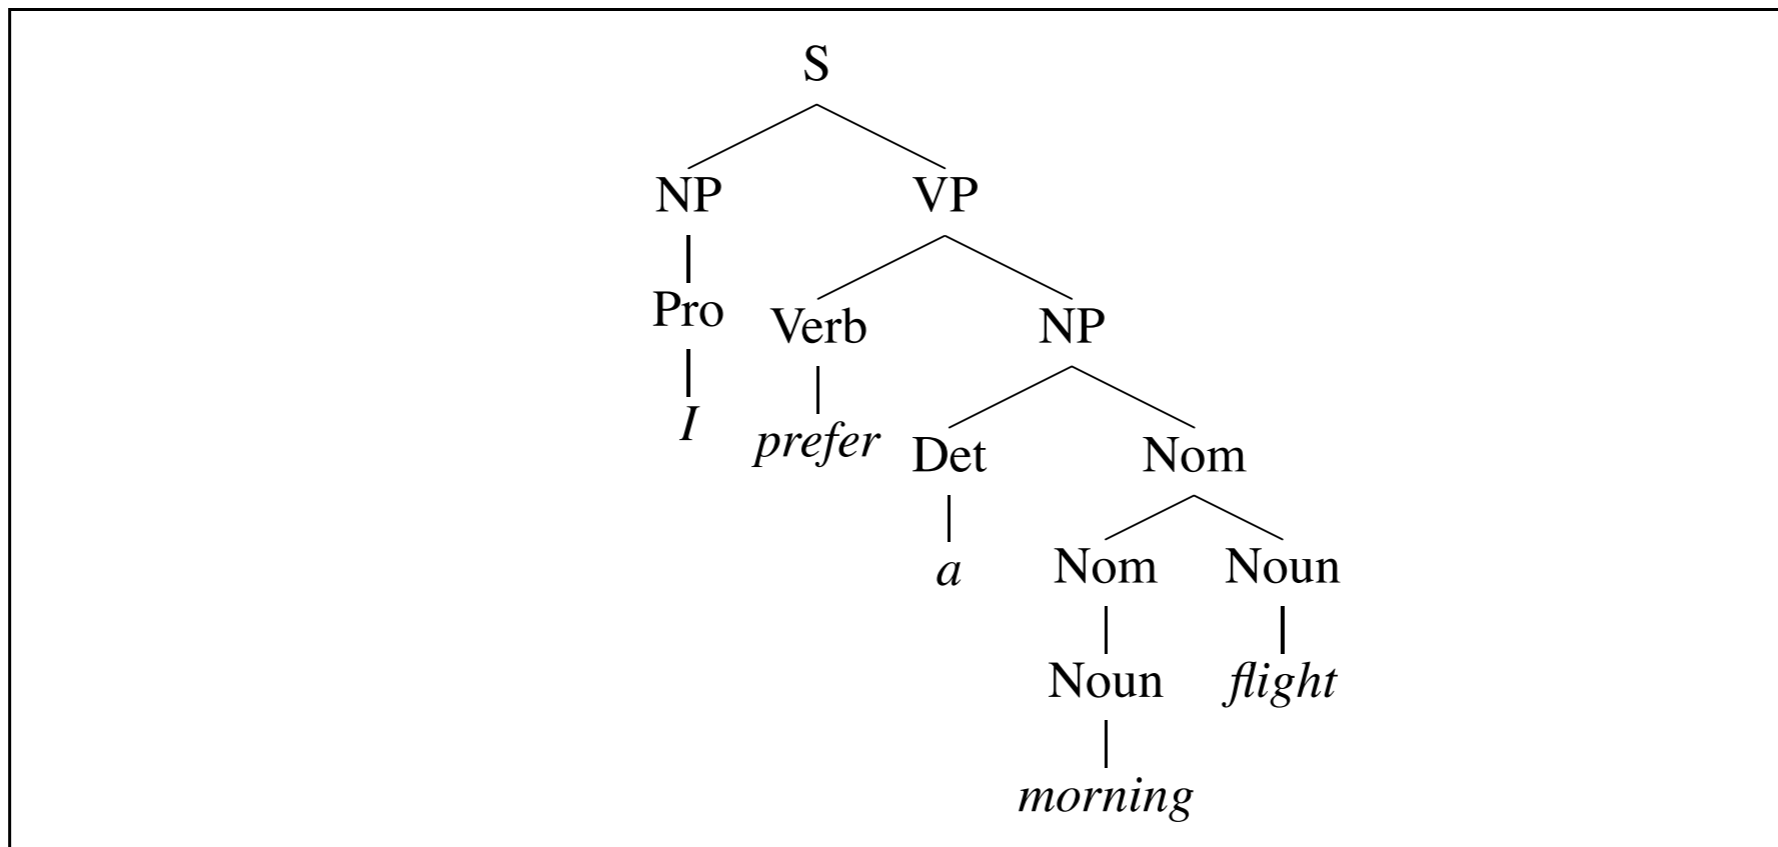 S
NP VP
Pro Verb NP
I prefer Det Nom
a Nom Noun
Noun flight
morning